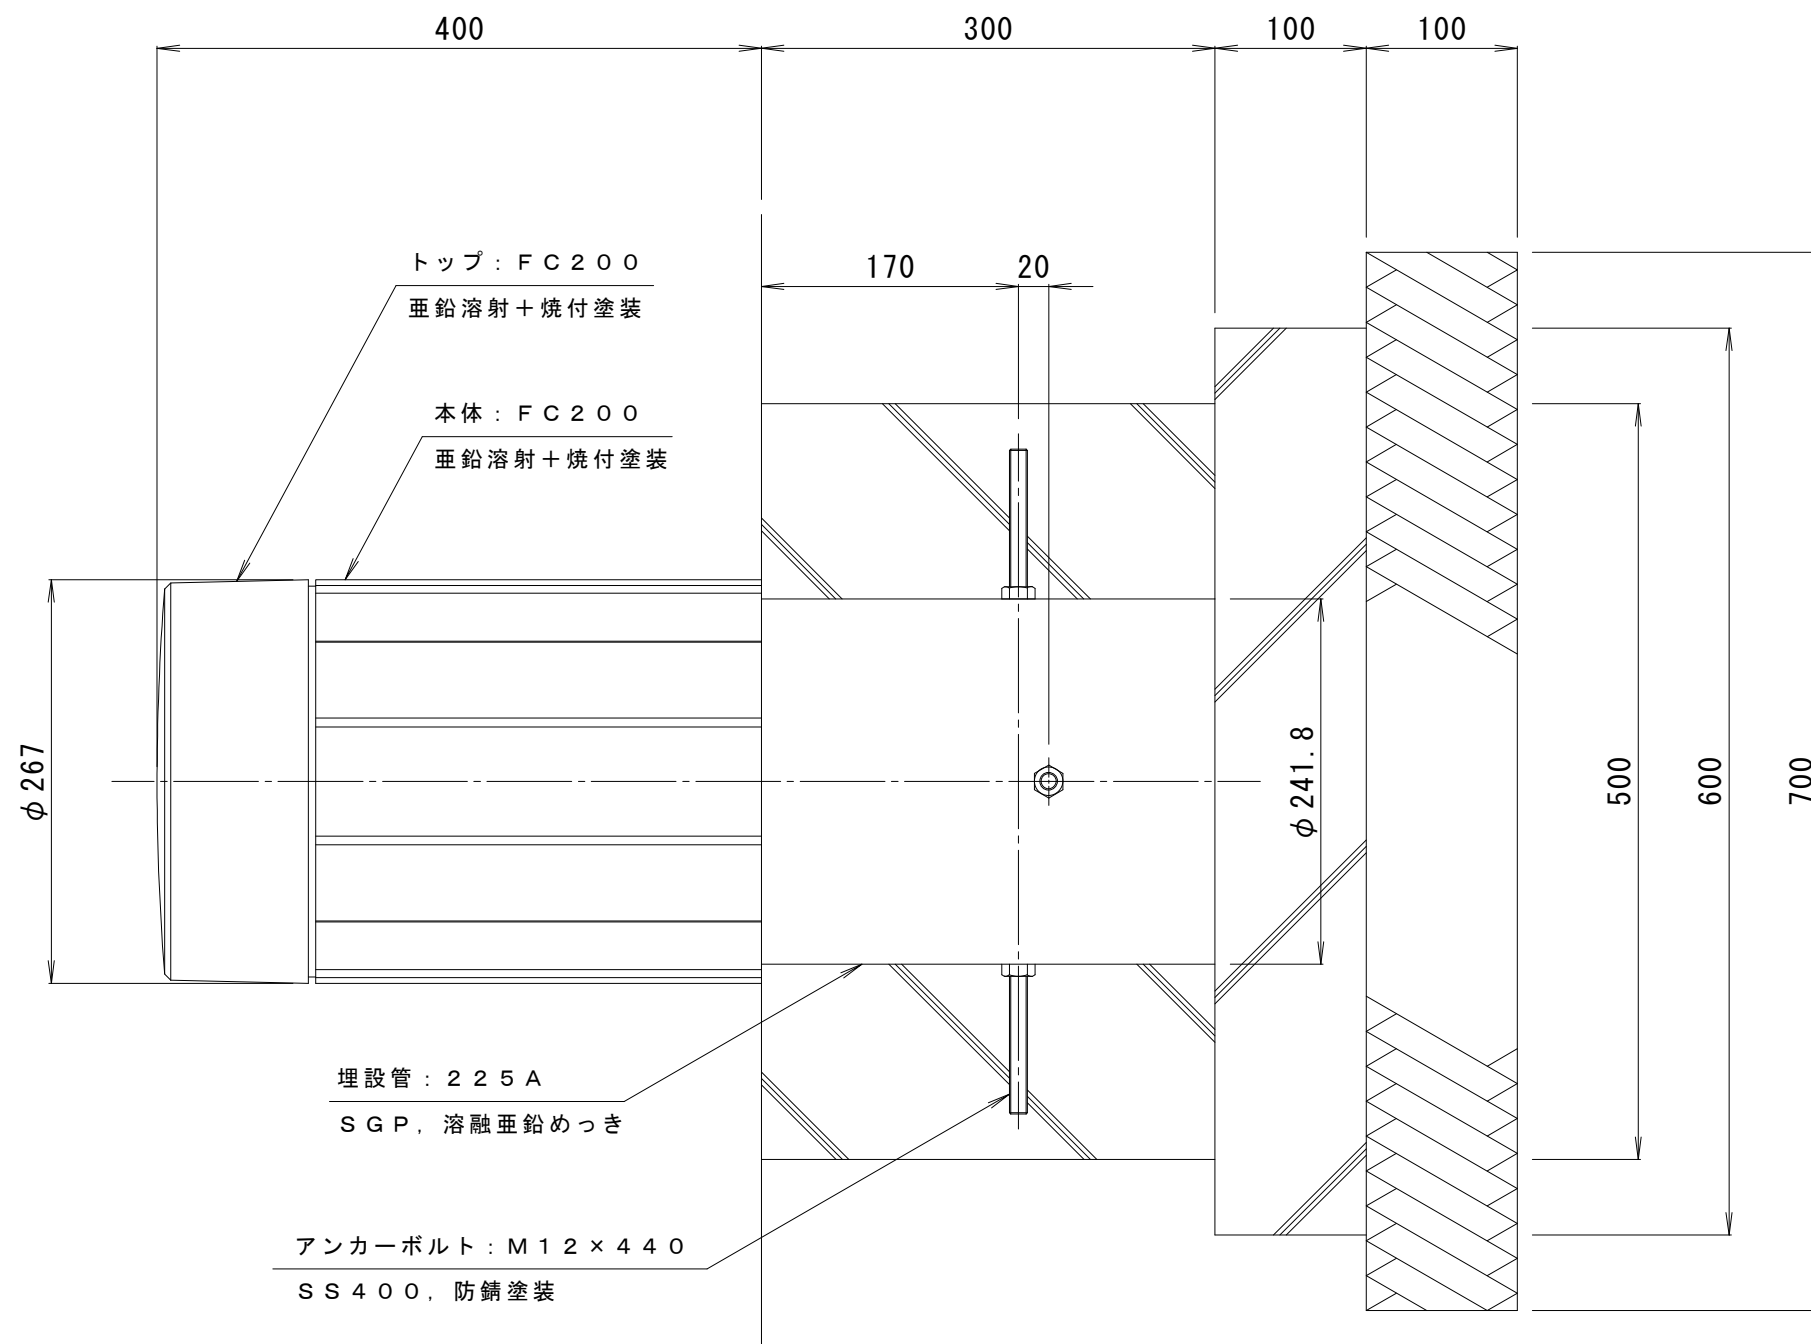 400
300
100
100
トップ：ＦＣ２００
亜鉛溶射＋焼付塗装
170
20
本体：ＦＣ２００
亜鉛溶射＋焼付塗装
φ267
φ241.8
500
600
700
埋設管：２２５Ａ
ＳＧＰ，溶融亜鉛めっき
アンカーボルト：Ｍ１２×４４０
ＳＳ４００，防錆塗装